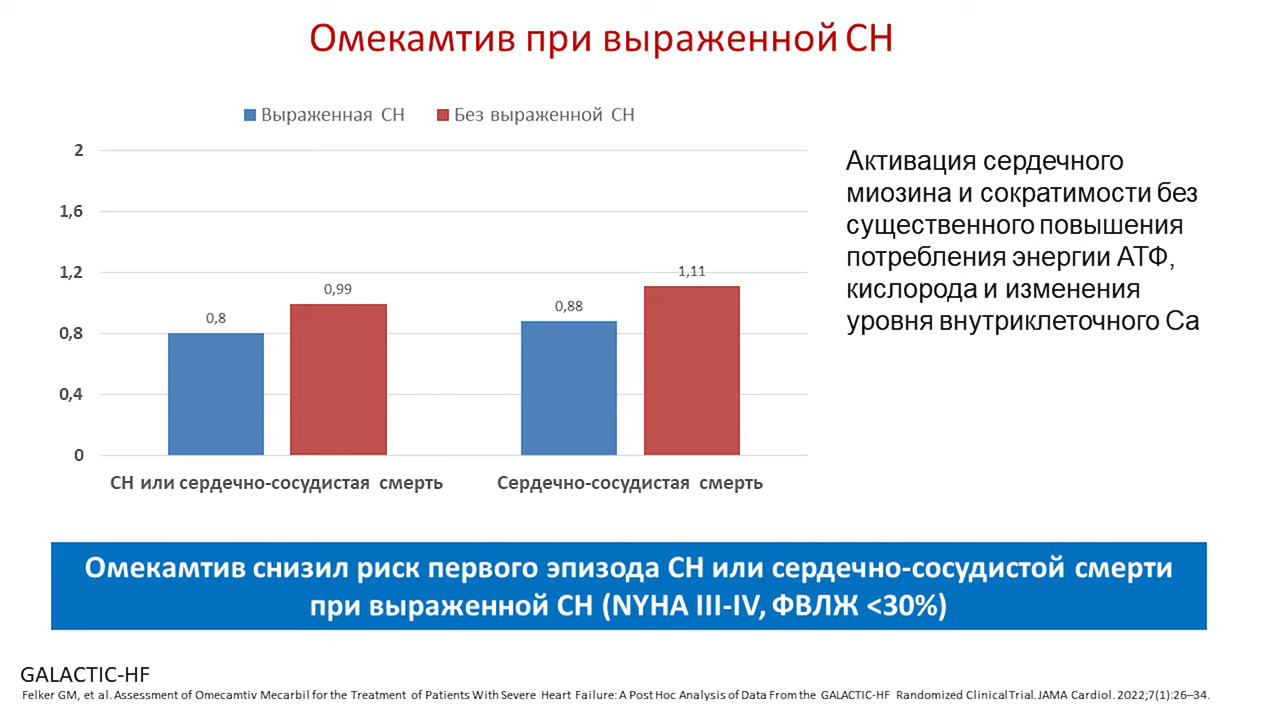 Омекамтив при выраженной СН
Выраженная СН
Без выраженной СН
2
1,6
1,2
0,8
0,4
0
0,8
0,99
0,88
1,11
СН или сердечно-сосудистая смерть
Сердечно-сосудистая смерть
Активация сердечного
миозина и сократимости без
существенного повышения
потребления энергии АТФ,
кислорода и изменения
уровня внутриклеточного Са
Омекамтив снизил риск первого эпизода СН или сердечно-сосудистой смерти
при выраженной СН (NYHA III-IV, ФВЛЖ <30%)
GALACTIC-HF
Felker GM, et al. Assessment of Omecamtiv Mecarbil for the Treatment of Patients With Severe Heart Failure: A Post Hoc Analysis of Data From the GALACTIC-HF Randomized Clinical Trial. JAMA Cardiol. 2022;7(1):26–34.